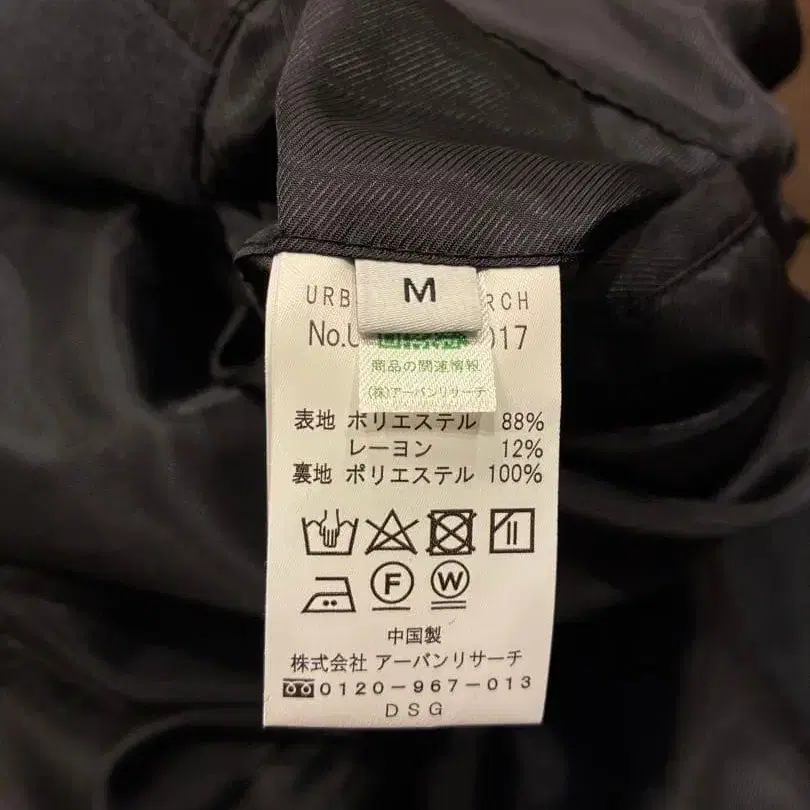 M
URB RCH
No.U 017
商品の関連情報
(株)アーバンリサーチ
表地 ポリエステル 88%
レーヨン 12%
裏地 ポリエステル 100%
F W
中国製
株式会社 アーバンリサーチ
0120-967-013
DSG